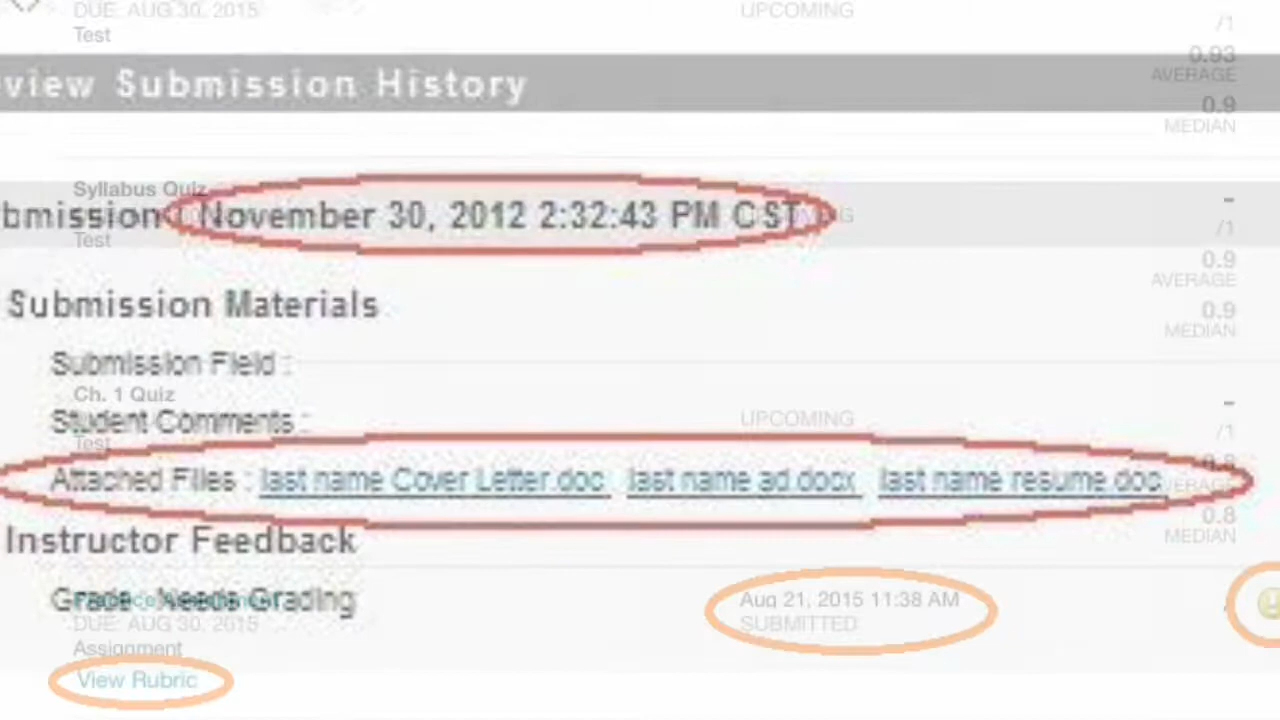 DUE: AUG 30, 2015
UPCOMING
Test
/1
0.93
AVERAGE
view Submission History
0.9
MEDIAN
Syllabus Quiz
-
bmission November 30, 2012 2:32:43 PM CST
/1
Test
0.9
AVERAGE
Submission Materials
0.9
MEDIAN
Submission Field :
Ch. 1 Quiz
-
Student Comments :
UPCOMING
/1
Test
0.8
Attached Files : last name Cover Letter.doc last name ad.docx last name resume.doc
AVERAGE
0.8
MEDIAN
Instructor Feedback
Grade : Needs Grading
Aug 21, 2015 11:38 AM
DUE: AUG 30, 2015
SUBMITTED
Assignment
View Rubric